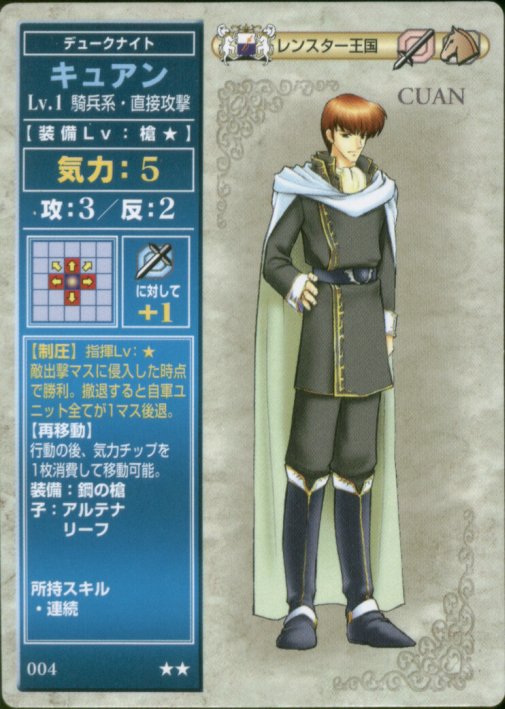 デュークナイト
キュアン
Lv.1 騎兵系・直接攻撃
【装備Lv：槍★】
気力：5
攻：3／反：2
に対して
+1
【制圧】指揮Lv：★
敵出撃マスに侵入した時点
で勝利。撤退すると自軍ユ
ニット全てが1マス後退。
【再移動】
行動の後、気力チップを
1枚消費して移動可能。
装備：鋼の槍
子：アルテナ
リーフ
所持スキル
・連続
004 ★★
レンスター王国
CUAN